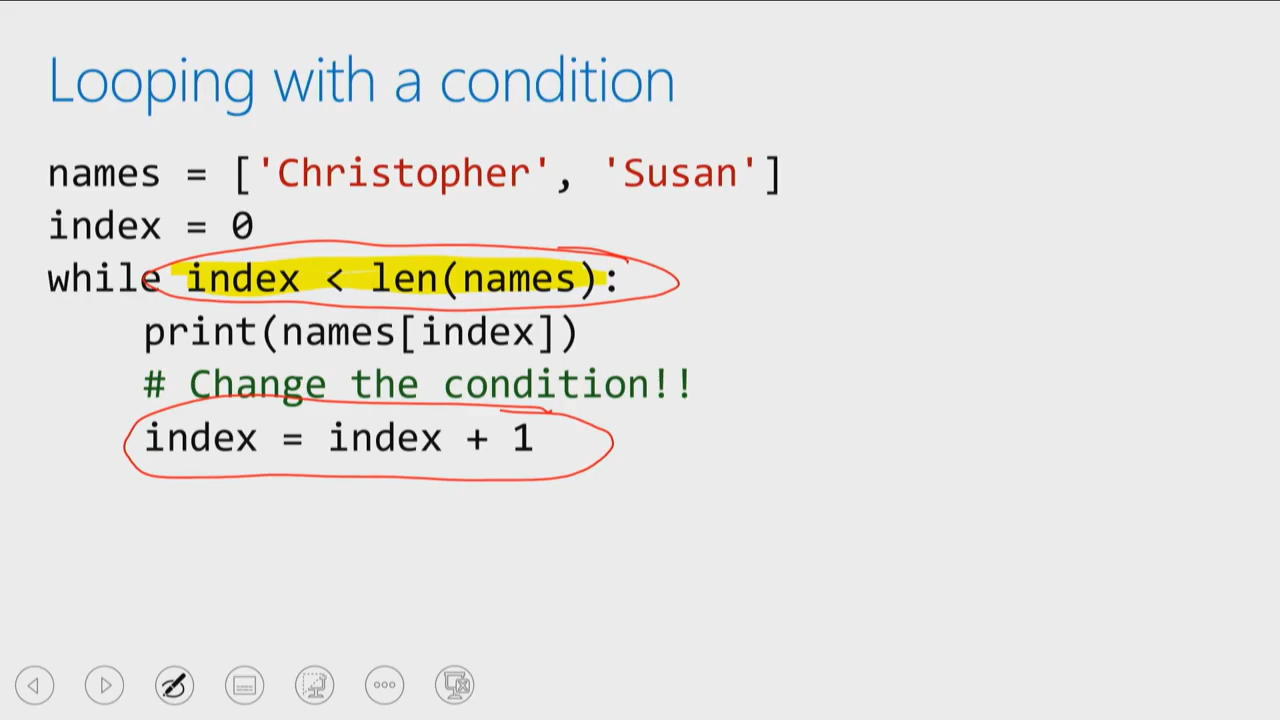 Looping with a condition
names = ['Christopher', 'Susan']
index = 0
while index < len(names):
print(names[index])
# Change the condition!!
index = index + 1